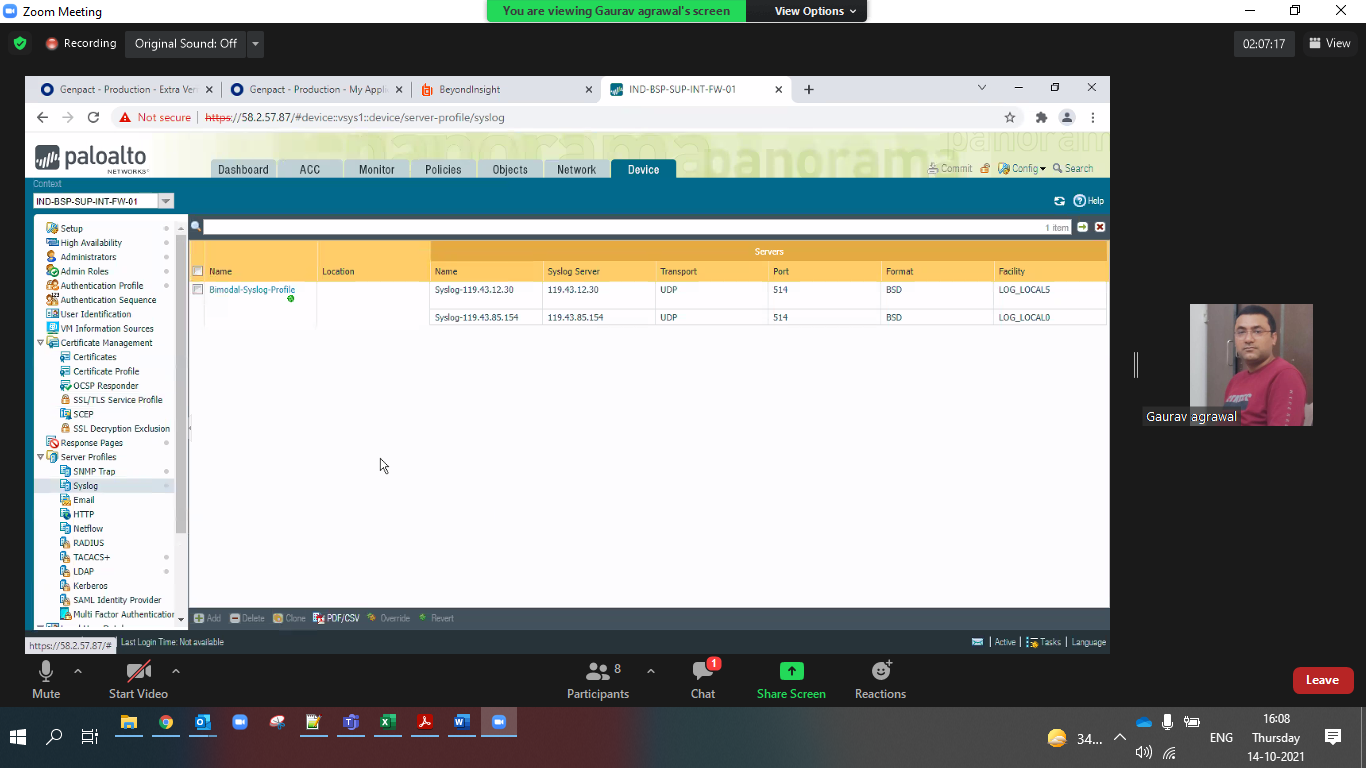 Zoom Meeting
You are viewing Gaurav agrawal's screen
View Options
Recording
Original Sound: Off
02:07:17
View
Genpact - Production - Extra Ver
Genpact - Production - My Apple
BeyondInsight
IND-BSP-SUP-INT-FW-01
Not secure
https://58.2.57.87/#device::vsys1::device/server-profile/syslog
panorama
paloalto
NETWORKS
Dashboard
ACC
Monitor
Policies
Objects
Network
Device
Commit
Config
Search
Context
IND-BSP-SUP-INT-FW-01
Help
1 item
Setup
High Availability
Administrators
Admin Roles
Authentication Profile
Authentication Sequence
User Identification
VM Information Sources
Certificate Management
Certificates
Certificate Profile
OCSP Responder
SSL/TLS Service Profile
SCEP
SSL Decryption Exclusion
Response Pages
Server Profiles
SNMP Trap
Syslog
Email
HTTP
Netflow
RADIUS
TACACS+
LDAP
Kerberos
SAML Identity Provider
Multi Factor Authentication
Servers
Name Location Name Syslog Server Transport Port Format Facility
Bimodal-Syslog-Profile Syslog-119.43.12.30 119.43.12.30 UDP 514 BSD LOG_LOCAL5
Syslog-119.43.85.154 119.43.85.154 UDP 514 BSD LOG_LOCAL0
Add Delete Clone PDF/CSV Override Revert
https://58.2.57.87/#
Last Login Time: Not available
Active Tasks Language
Gaurav agrawal
Mute
Start Video
8
Participants
1
Chat
Share Screen
Reactions
Leave
34...
ENG
16:08
Thursday
14-10-2021